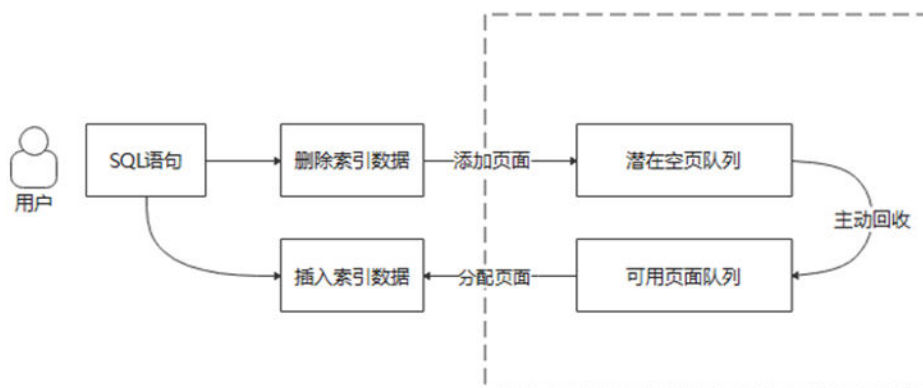 用户
SQL语句
删除索引数据
添加页面
潜在空页队列
主动回收
插入索引数据
分配页面
可用页面队列